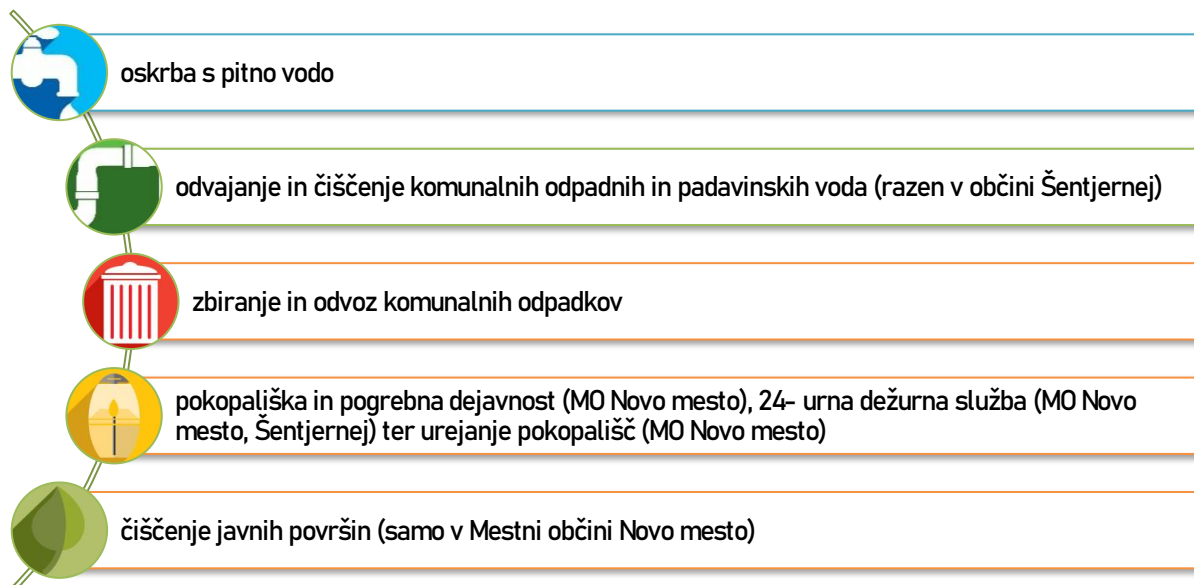 oskrba s pitno vodo
odvajanje in čiščenje komunalnih odpadnih in padavinskih voda (razen v občini Šentjernej)
zbiranje in odvoz komunalnih odpadkov
pokopališka in pogrebna dejavnost (MO Novo mesto), 24- urna dežurna služba (MO Novo
mesto, Šentjernej) ter urejanje pokopališč (MO Novo mesto)
čiščenje javnih površin (samo v Mestni občini Novo mesto)